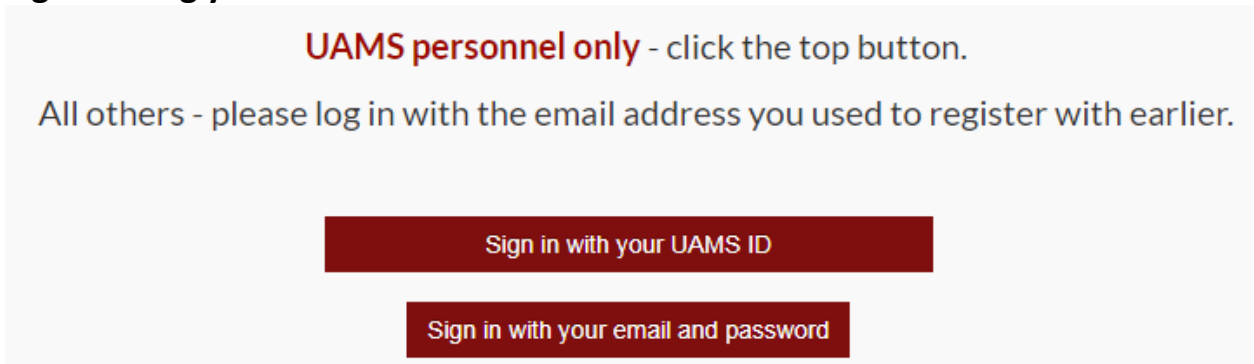 UAMS personnel only - click the top button.
All others - please log in with the email address you used to register with earlier.
Sign in with your UAMS ID
Sign in with your email and password